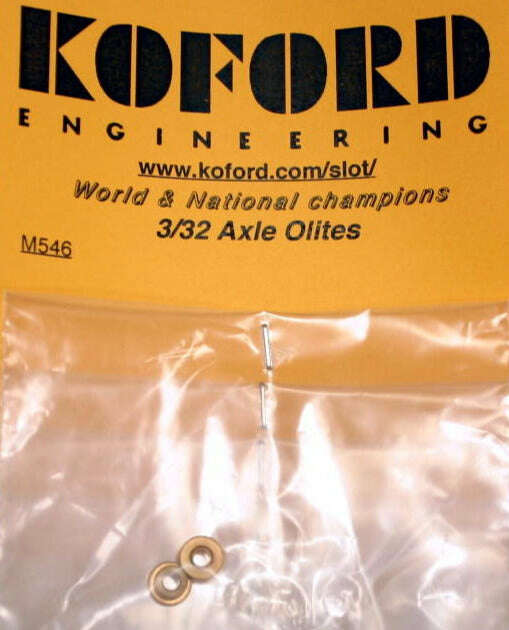 KOFORD
ENGINEERING
www.koford.com/slot/
World & National champions
3/32 Axle Olites
M546